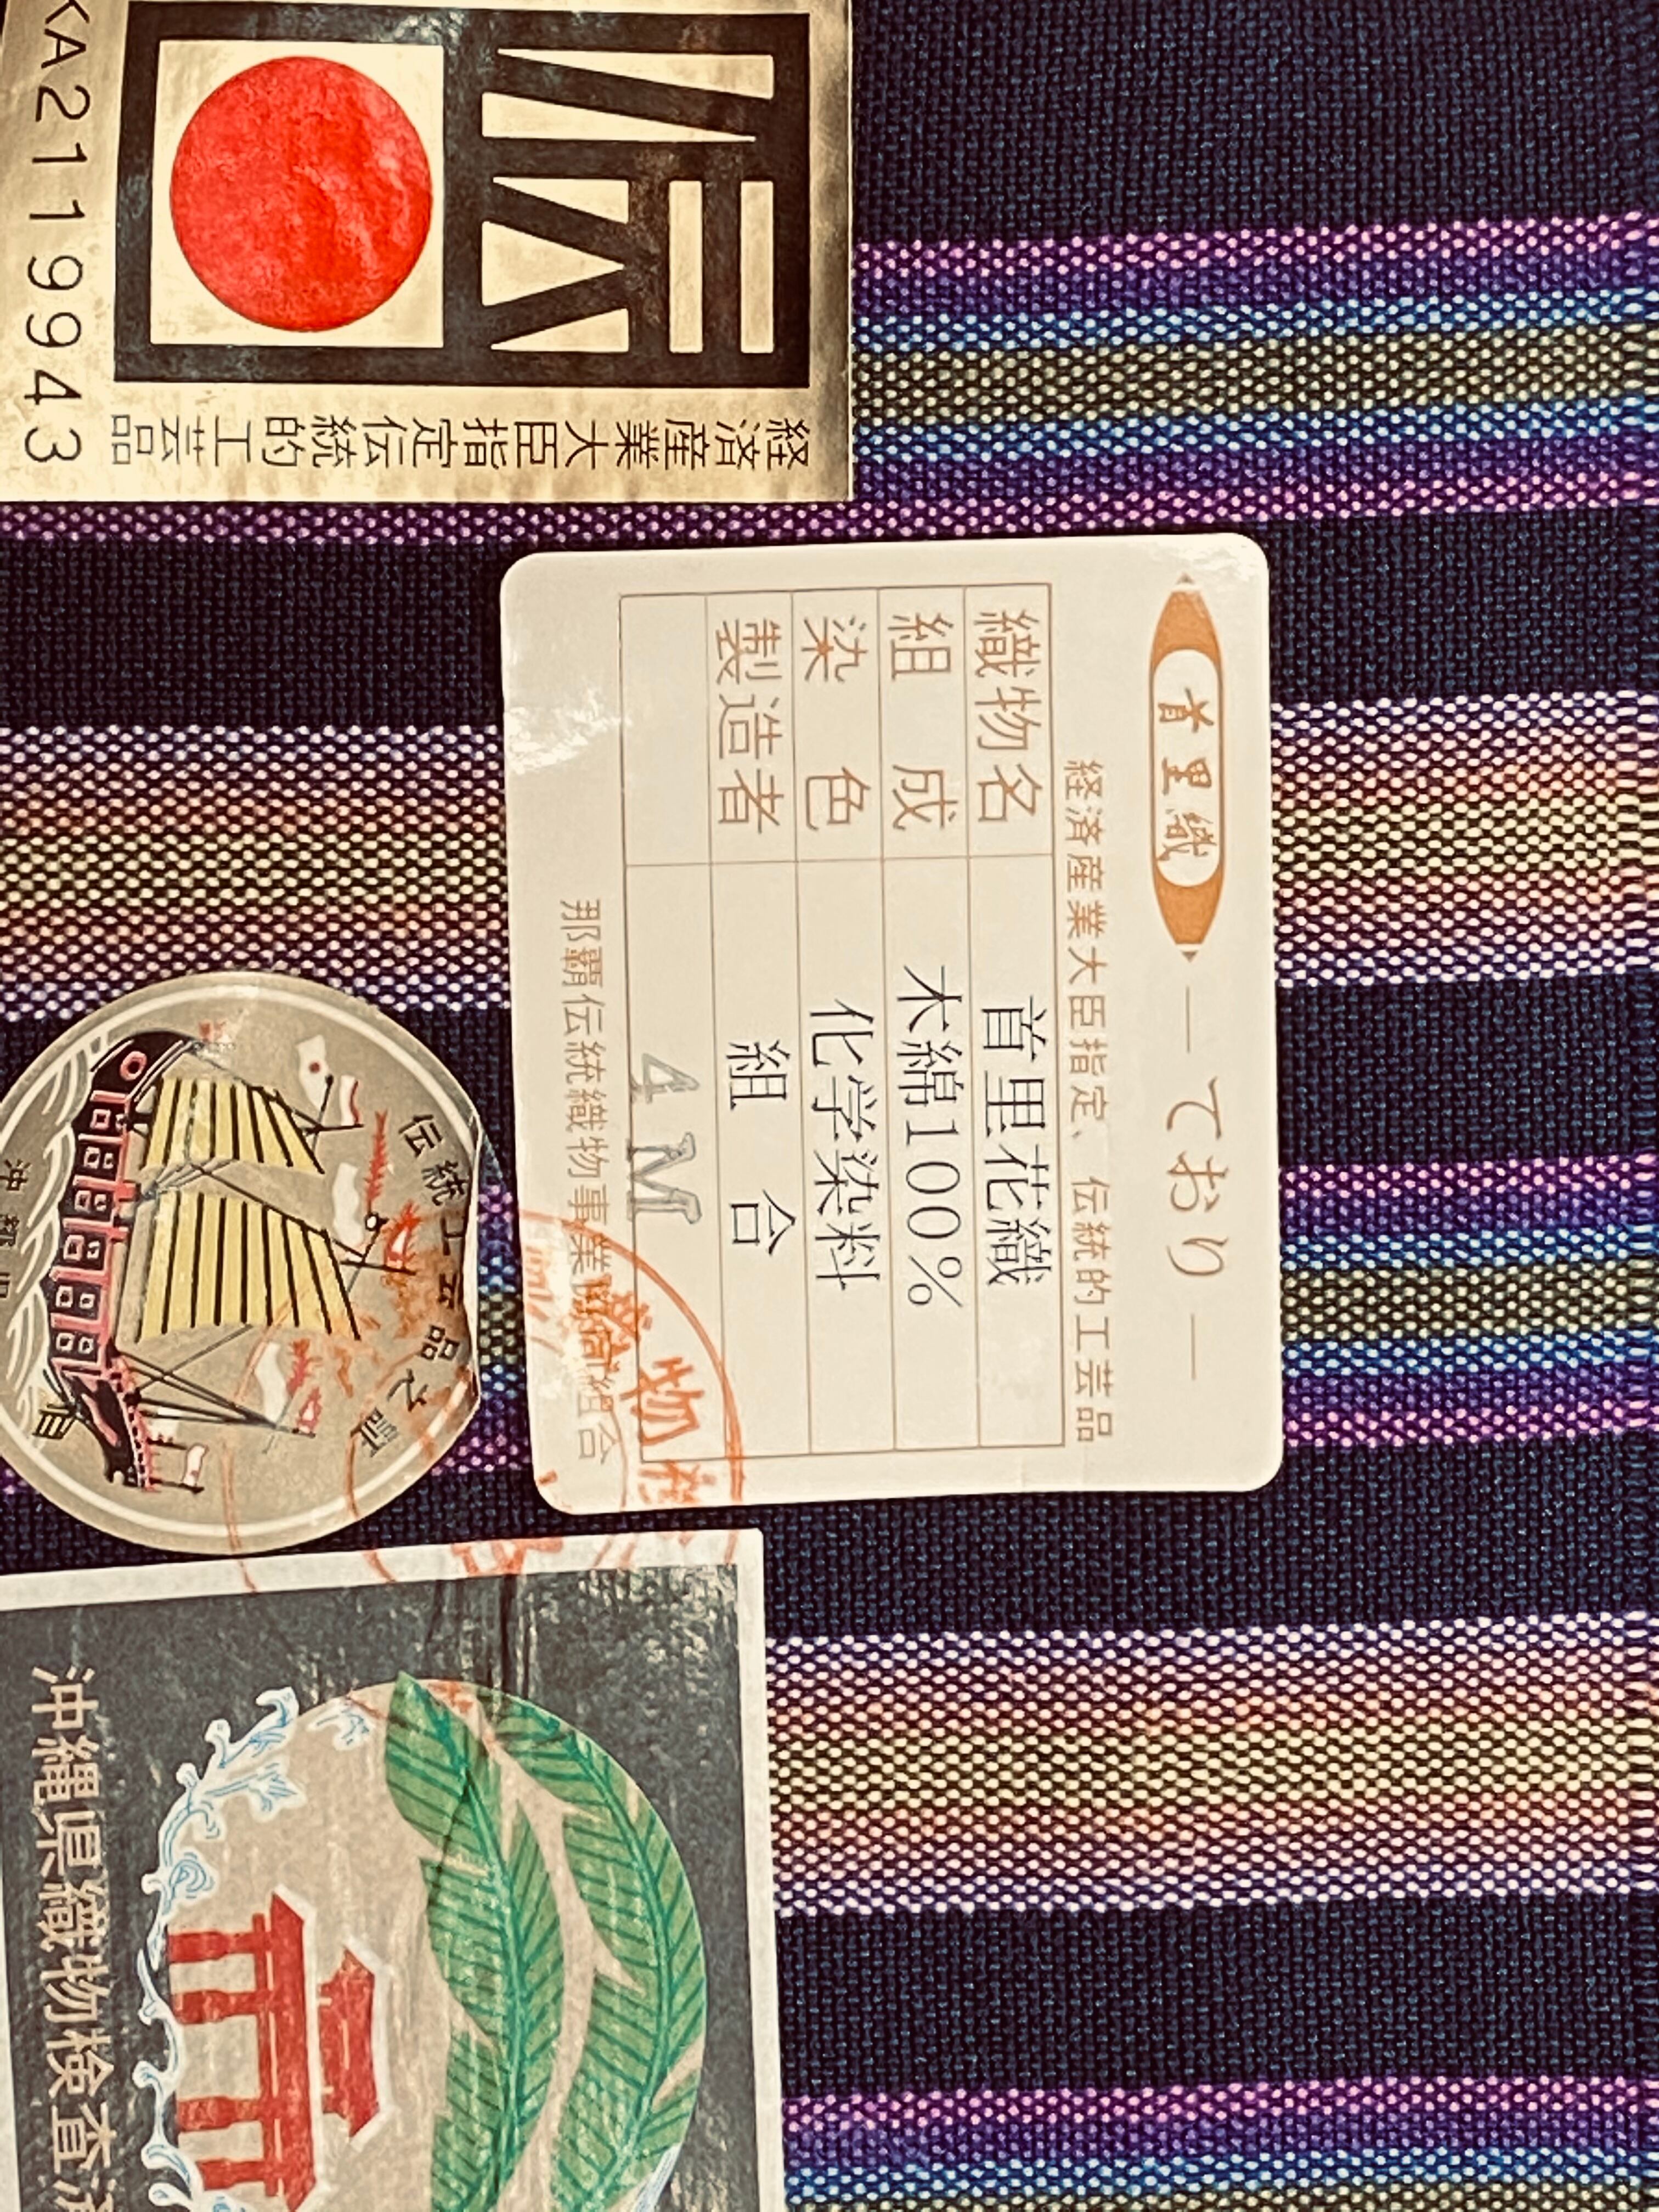 伝
経済産業大臣指定伝統的工芸品
KA2119943
首里織
— ており —
経済産業大臣指定、伝統的工芸品
織物名 首里花織
組成 木綿100%
染色 化学染料
製造者 組合
4 M
那覇伝統織物事業協同組合
伝統工芸品之証
沖縄県織物検査済